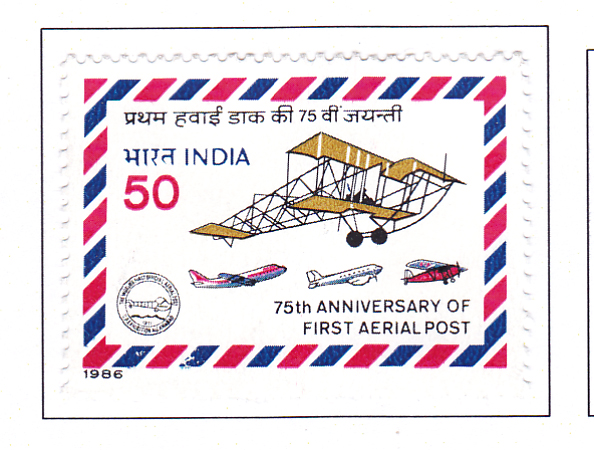 प्रथम हवाई डाक की 75 वीं जयन्ती
भारत INDIA
50
75th ANNIVERSARY OF
FIRST AERIAL POST
1986